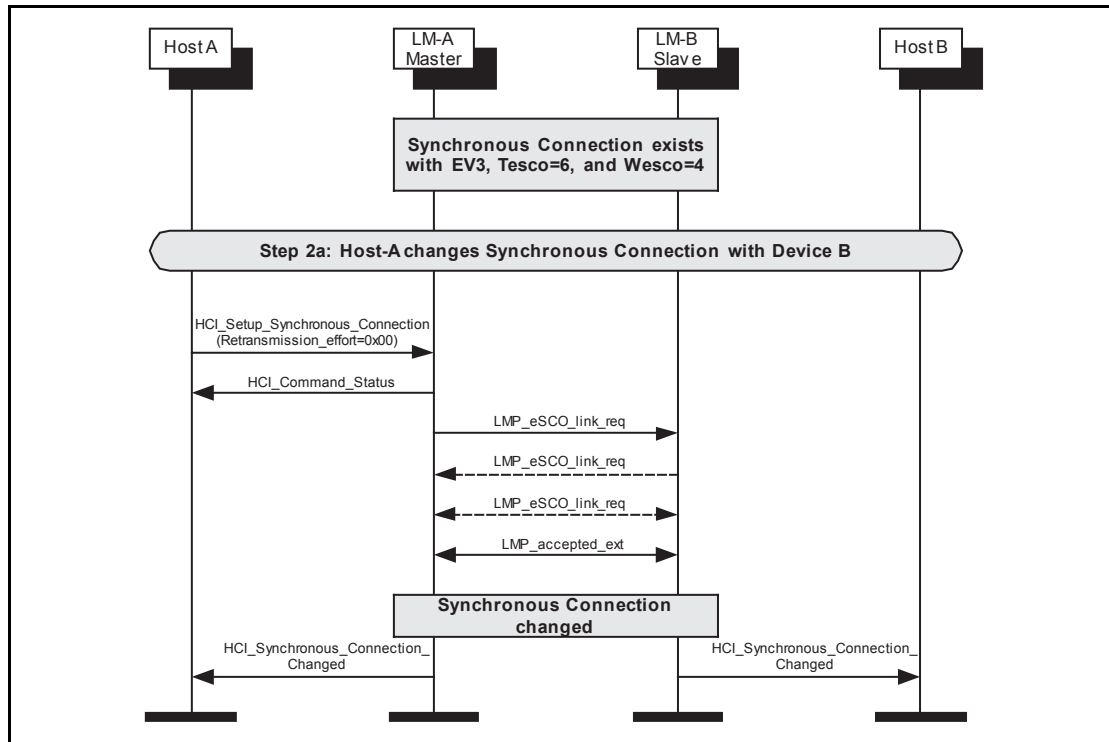 Host A
LM-A
Master
LM-B
Slave
Host B
Synchronous Connection exists
with EV3, Tesco=6, and Wesco=4
Step 2a: Host-A changes Synchronous Connection with Device B
HCI_Setup_Synchronous_Connection
(Retransmission_effort=0x00)
HCI_Command_Status
LMP_eSCO_link_req
LMP_eSCO_link_req
LMP_eSCO_link_req
LMP_accepted_ext
Synchronous Connection
changed
HCI_Synchronous_Connection_
Changed
HCI_Synchronous_Connection_
Changed